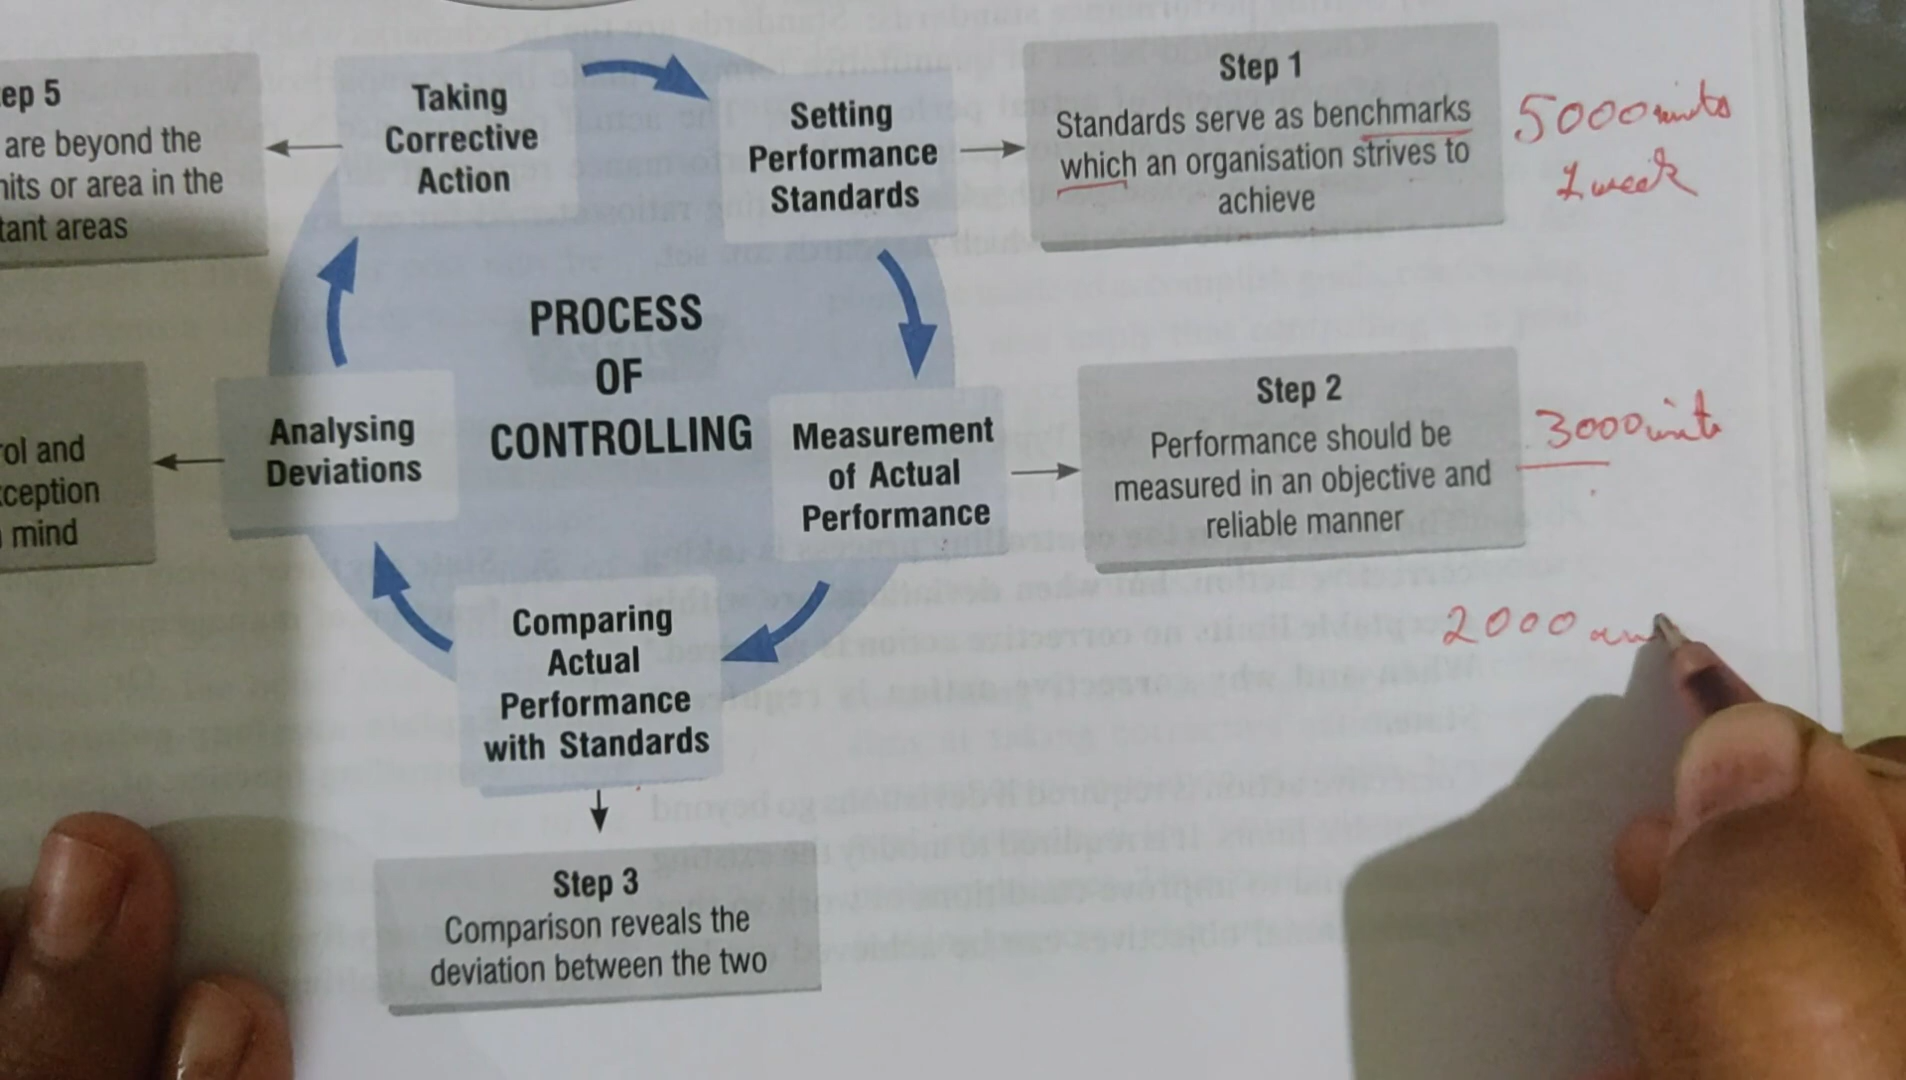 ep 5
are beyond the
nits or area in the
tant areas
Taking
Corrective
Action
Setting
Performance
Standards
Step 1
Standards serve as benchmarks
which an organisation strives to
achieve
5000 units
1 week
PROCESS
OF
CONTROLLING
rol and
ception
mind
Analysing
Deviations
Measurement
of Actual
Performance
Step 2
Performance should be
measured in an objective and
reliable manner
3000 unit
Comparing
Actual
Performance
with Standards
2000
Step 3
Comparison reveals the
deviation between the two